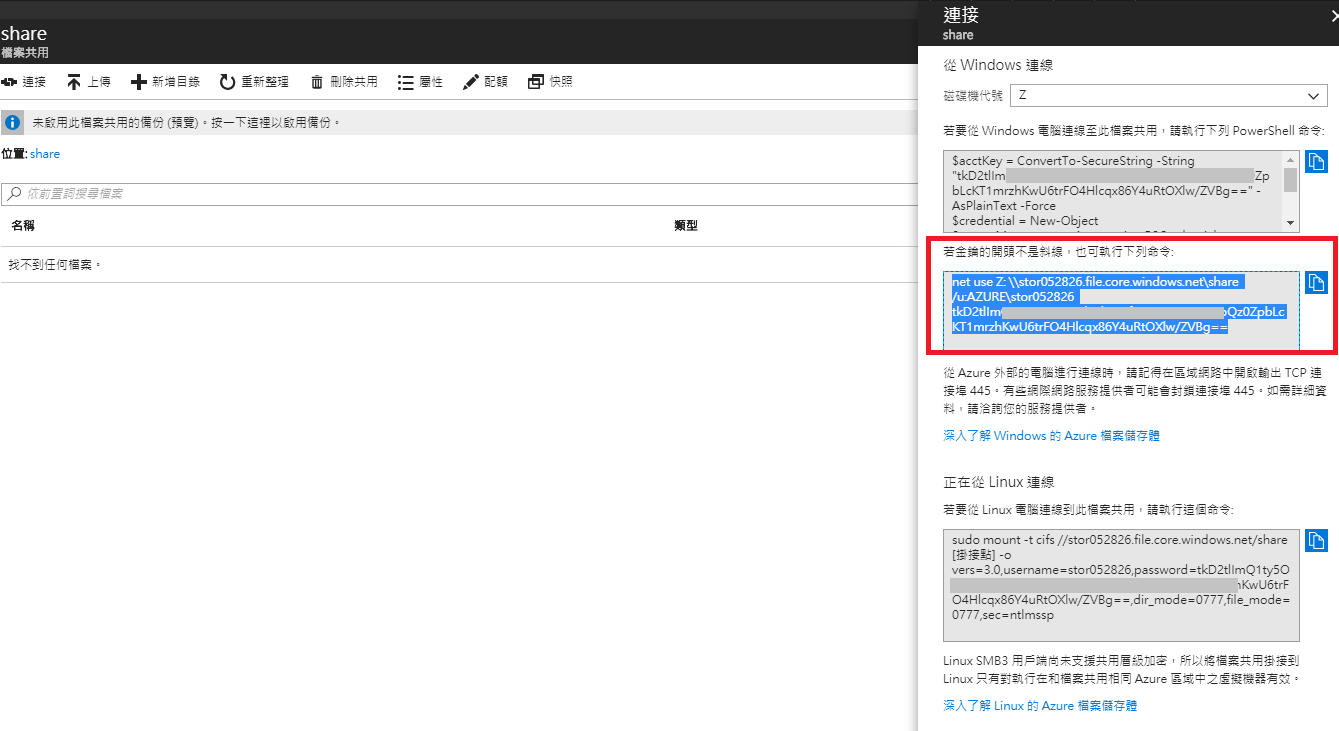 share
檔案共用
連接
上傳
新增目錄
重新整理
刪除共用
屬性
配額
快照
未啟用此檔案共用的備份 (預覽)。按一下這裡以啟用備份。
位置: share
依前置詞搜尋檔案
名稱
類型
找不到任何檔案。
連接
share
從 Windows 連線
磁碟機代號
Z
若要從 Windows 電腦連線至此檔案共用，請執行下列 PowerShell 命令:
$acctKey = ConvertTo-SecureString -String
"tkD2tlIm Zp
bLcKT1mrzhKwU6trFO4Hlcqx86Y4uRtOXlw/ZVBg==" -
AsPlainText -Force
$credential = New-Object
若金鑰的開頭不是斜線，也可執行下列命令:
net use Z: \\stor052826.file.core.windows.net\share
/u:AZURE\stor052826
tkD2tlIm Qz0ZpbLc
KT1mrzhKwU6trFO4Hlcqx86Y4uRtOXlw/ZVBg==
從 Azure 外部的電腦進行連線時，請記得在區域網路中開啟輸出 TCP 連
接埠 445。有些網際網路服務提供者可能會封鎖連接埠 445。如需詳細資
料，請洽詢您的服務提供者。
深入了解 Windows 的 Azure 檔案儲存體
正在從 Linux 連線
若要從 Linux 電腦連線到此檔案共用，請執行這個命令:
sudo mount -t cifs //stor052826.file.core.windows.net/share
[掛接點] -o
vers=3.0,username=stor052826,password=tkD2tlImQ1ty5O
KwU6trF
O4Hlcqx86Y4uRtOXlw/ZVBg==,dir_mode=0777,file_mode=
0777,sec=ntlmssp
Linux SMB3 用戶端尚未支援共用層級加密，所以將檔案共用掛接到
Linux 只有對執行在和檔案共用相同 Azure 區域中之虛擬機器有效。
深入了解 Linux 的 Azure 檔案儲存體